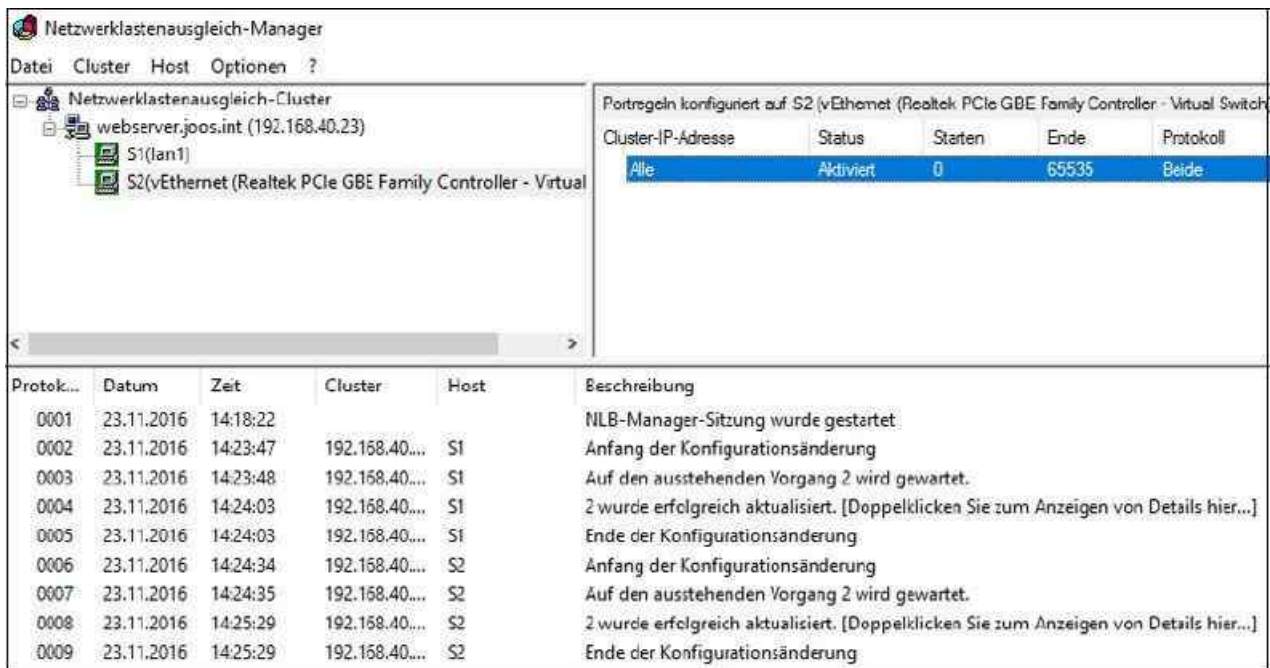 Netzwerklastenausgleich-Manager
Datei Cluster Host Optionen ?
Netzwerklastenausgleich-Cluster
webserver.joos.int (192.168.40.23)
S1(lan1)
S2(vEthernet (Realtek PCIe GBE Family Controller - Virtual
Portregeln konfiguriert auf S2 (vEthernet (Realtek PCIe GBE Family Controller - Virtual Switch)
Cluster-IP-Adresse Status Starten Ende Protokoll
Alle Aktiviert 0 65535 Beide
Protok... Datum Zeit Cluster Host Beschreibung
0001 23.11.2016 14:18:22 NLB-Manager-Sitzung wurde gestartet
0002 23.11.2016 14:23:47 192.168.40.... S1 Anfang der Konfigurationsänderung
0003 23.11.2016 14:23:48 192.168.40.... S1 Auf den ausstehenden Vorgang 2 wird gewartet.
0004 23.11.2016 14:24:03 192.168.40.... S1 2 wurde erfolgreich aktualisiert. [Doppelklicken Sie zum Anzeigen von Details hier...]
0005 23.11.2016 14:24:03 192.168.40.... S1 Ende der Konfigurationsänderung
0006 23.11.2016 14:24:34 192.168.40.... S2 Anfang der Konfigurationsänderung
0007 23.11.2016 14:24:35 192.168.40.... S2 Auf den ausstehenden Vorgang 2 wird gewartet.
0008 23.11.2016 14:25:29 192.168.40.... S2 2 wurde erfolgreich aktualisiert. [Doppelklicken Sie zum Anzeigen von Details hier...]
0009 23.11.2016 14:25:29 192.168.40.... S2 Ende der Konfigurationsänderung